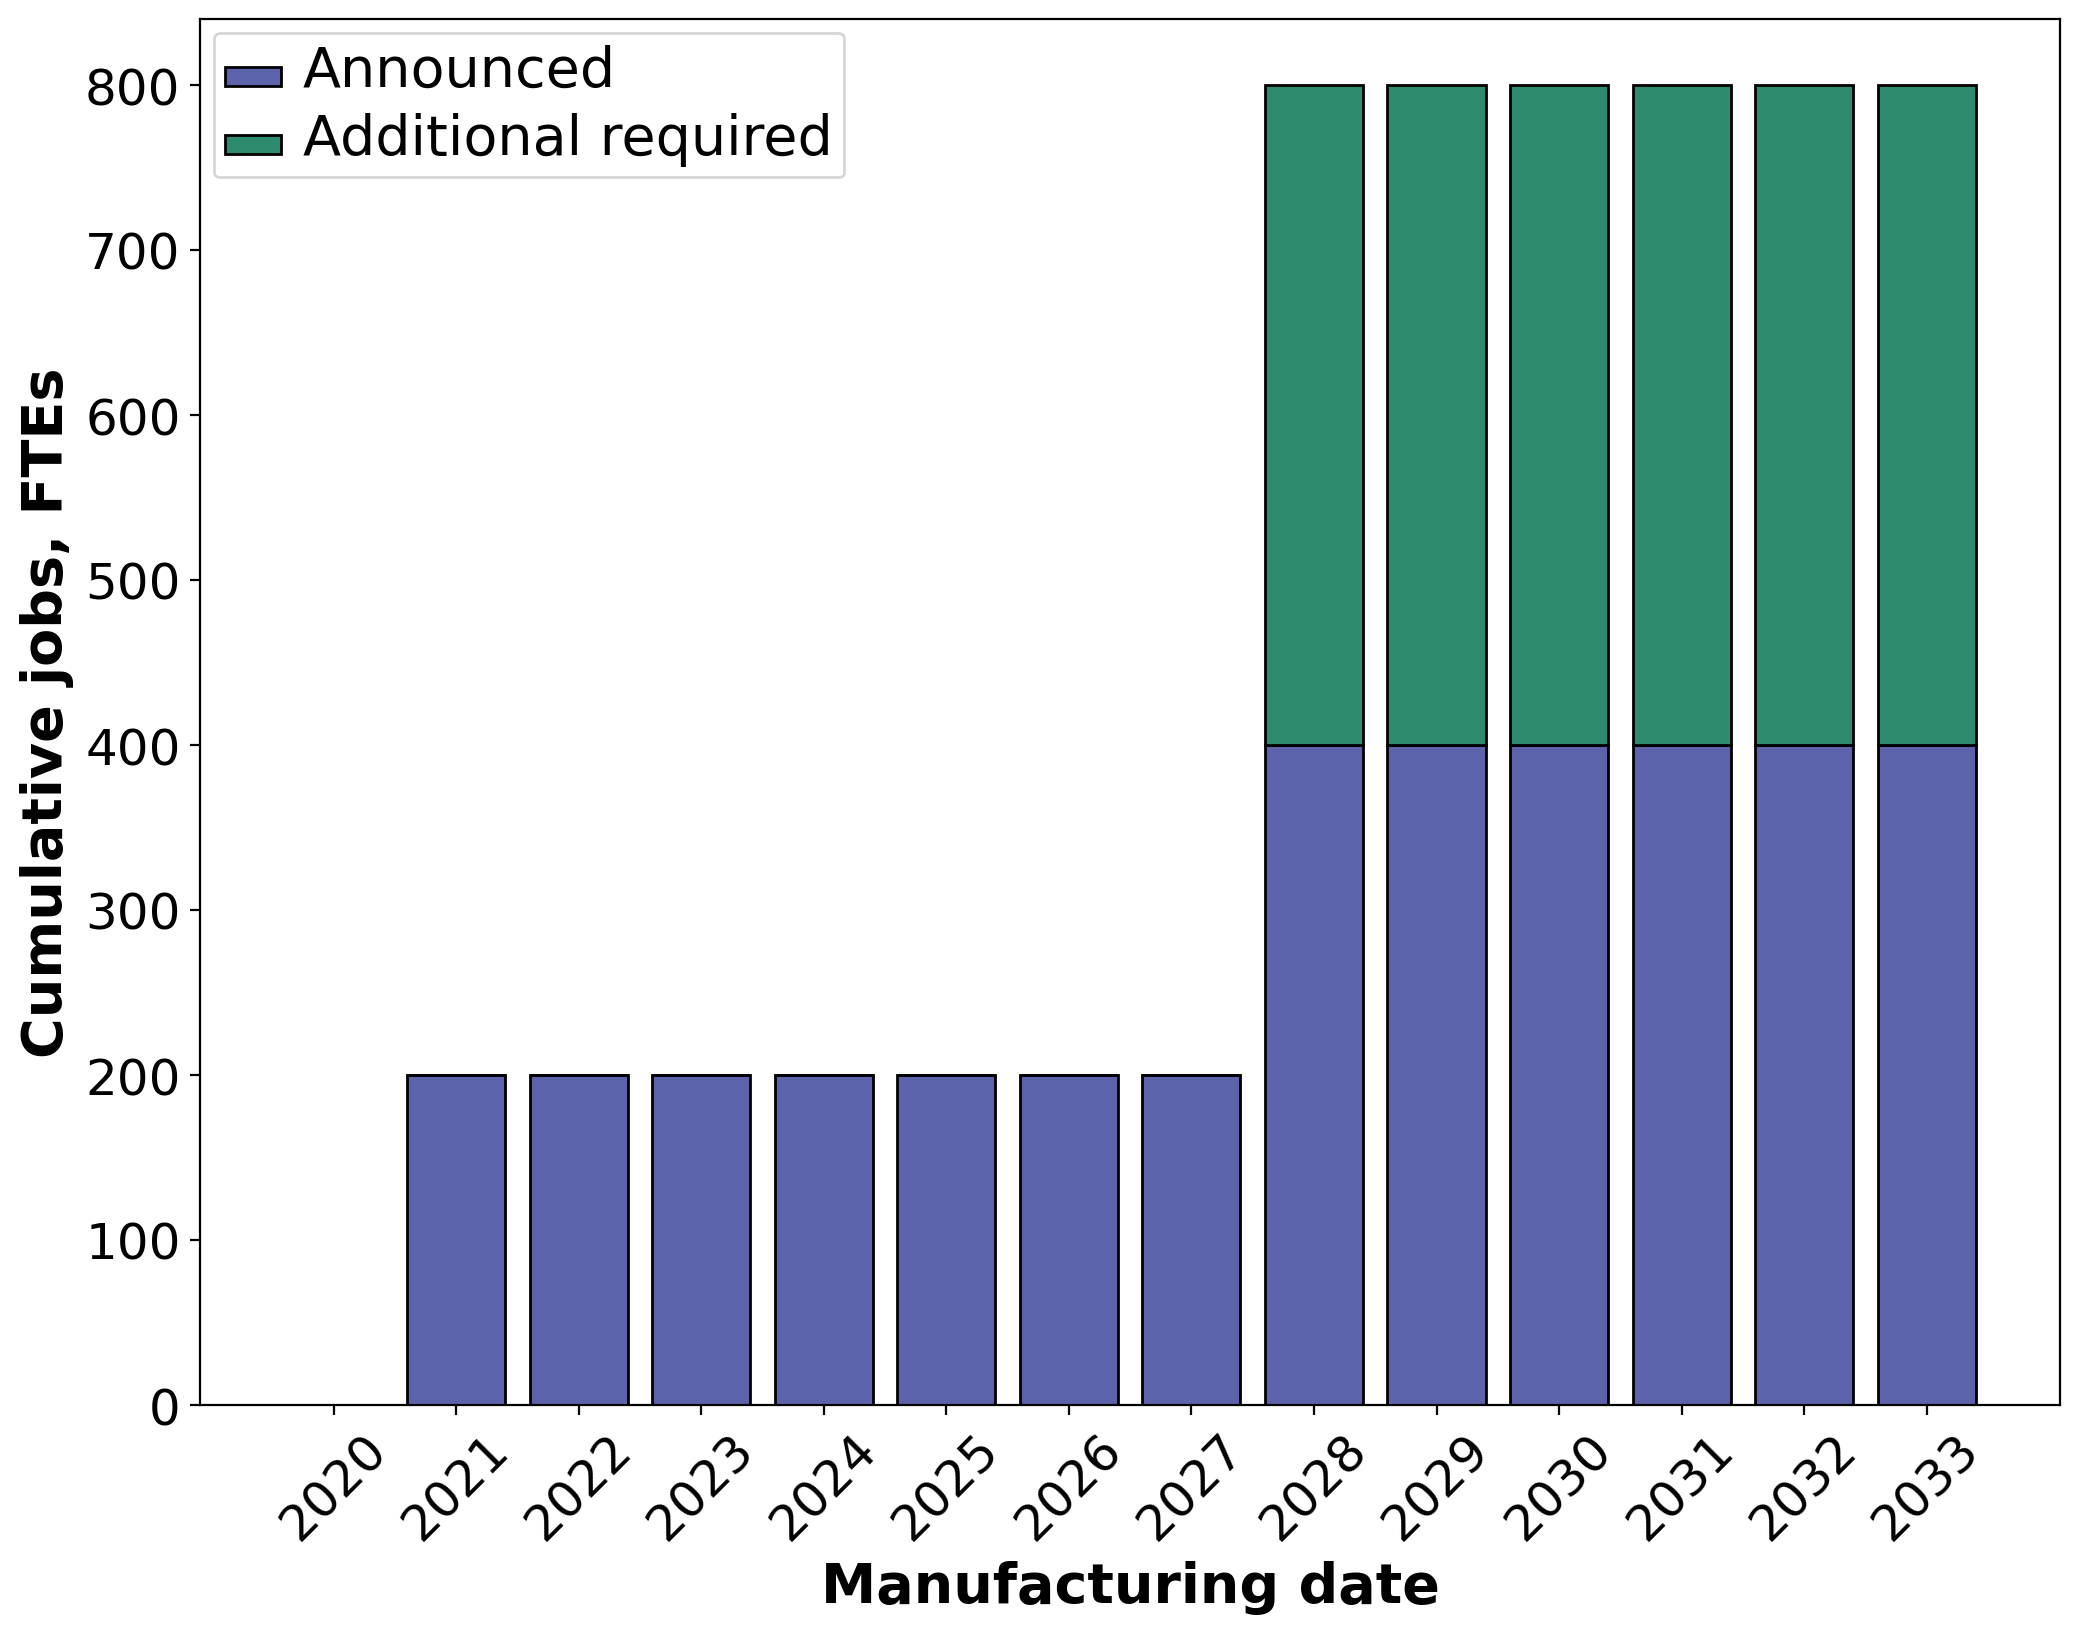 Announced
Additional required
800
700
600
500
400
300
200
100
0
Cumulative jobs, FTEs
2020 2021 2022 2023 2024 2025 2026 2027 2028 2029 2030 2031 2032 2033
Manufacturing date